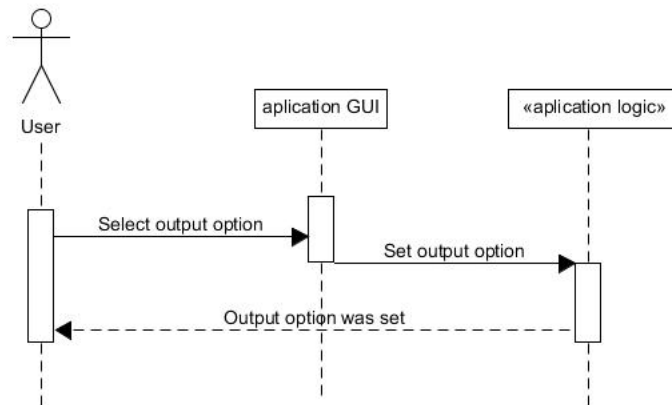 User
aplication GUI
«aplication logic»
Select output option
Set output option
Output option was set